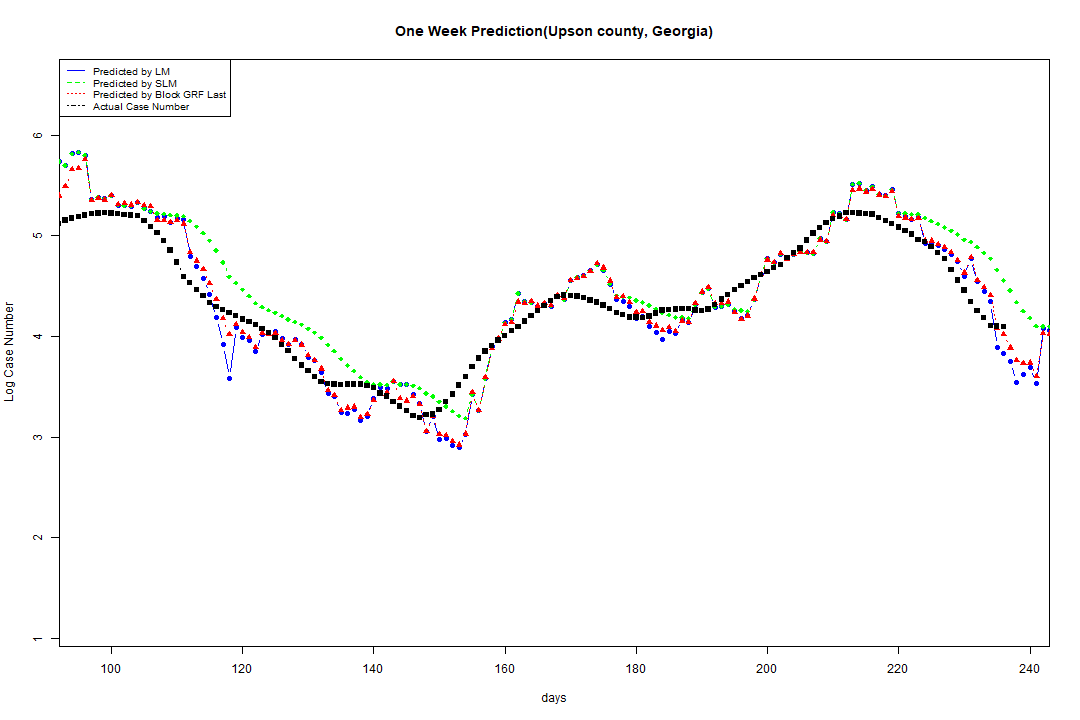 One Week Prediction(Upson county, Georgia)
Predicted by LM
Predicted by SLM
Predicted by Block GRF Last
Actual Case Number
6
5
4
3
2
1
Log Case Number
100 120 140 160 180 200 220 240
days